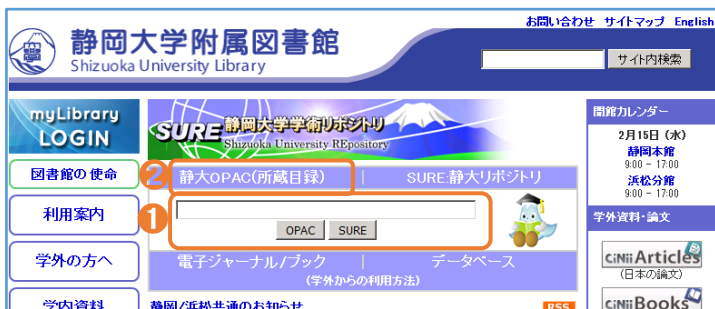 お問い合わせ サイトマップ English
静岡大学附属図書館
Shizuoka University Library
サイト内検索
myLibrary
LOGIN
図書館の使命
利用案内
学外の方へ
学内資料
SURE 静岡大学学術リポジトリ
Shizuoka University REpository
❷ 静大OPAC(所蔵目録) | SURE:静大リポジトリ
❶
OPAC SURE
電子ジャーナル/ブック | データベース
(学外からの利用方法)
静岡/浜松共通のお知らせ RSS
開館カレンダー
2月15日 (水)
静岡本館
9:00 - 17:00
浜松分館
9:00 - 17:00
学外資料・論文
CiNii Articles
(日本の論文)
CiNii Books